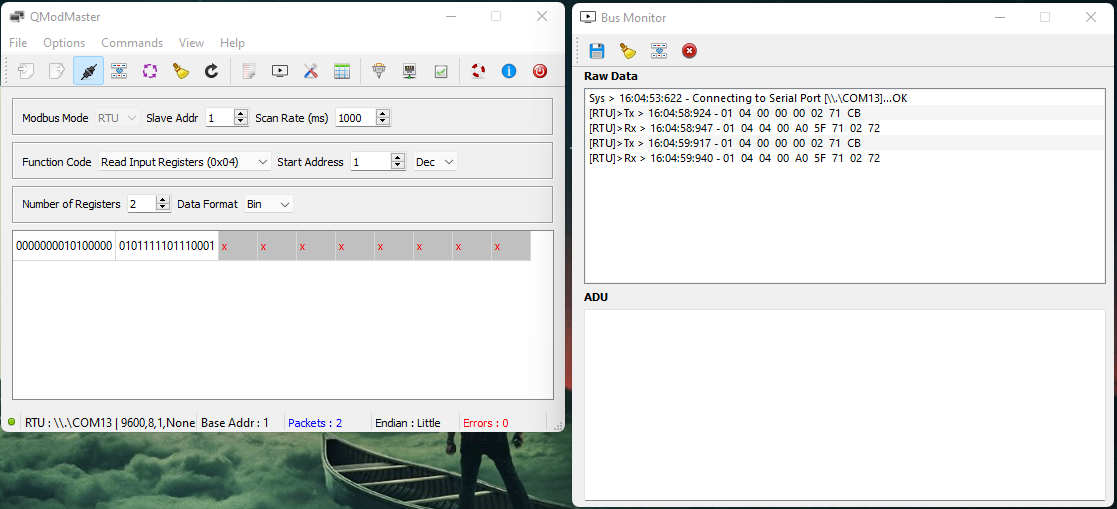 QModMaster
File Options Commands View Help
Modbus Mode RTU Slave Addr 1 Scan Rate (ms) 1000
Function Code Read Input Registers (0x04) Start Address 1 Dec
Number of Registers 2 Data Format Bin
0000000010100000 0101111101110001 x x x x x x x x
RTU : \\.\COM13 | 9600,8,1,None Base Addr : 1 Packets : 2 Endian : Little Errors : 0
Bus Monitor
Raw Data
Sys > 16:04:53:622 - Connecting to Serial Port [\\.\COM13]...OK
[RTU]>Tx > 16:04:58:924 - 01 04 00 00 00 02 71 CB
[RTU]>Rx > 16:04:58:947 - 01 04 04 00 A0 5F 71 02 72
[RTU]>Tx > 16:04:59:917 - 01 04 00 00 00 02 71 CB
[RTU]>Rx > 16:04:59:940 - 01 04 04 00 A0 5F 71 02 72
ADU